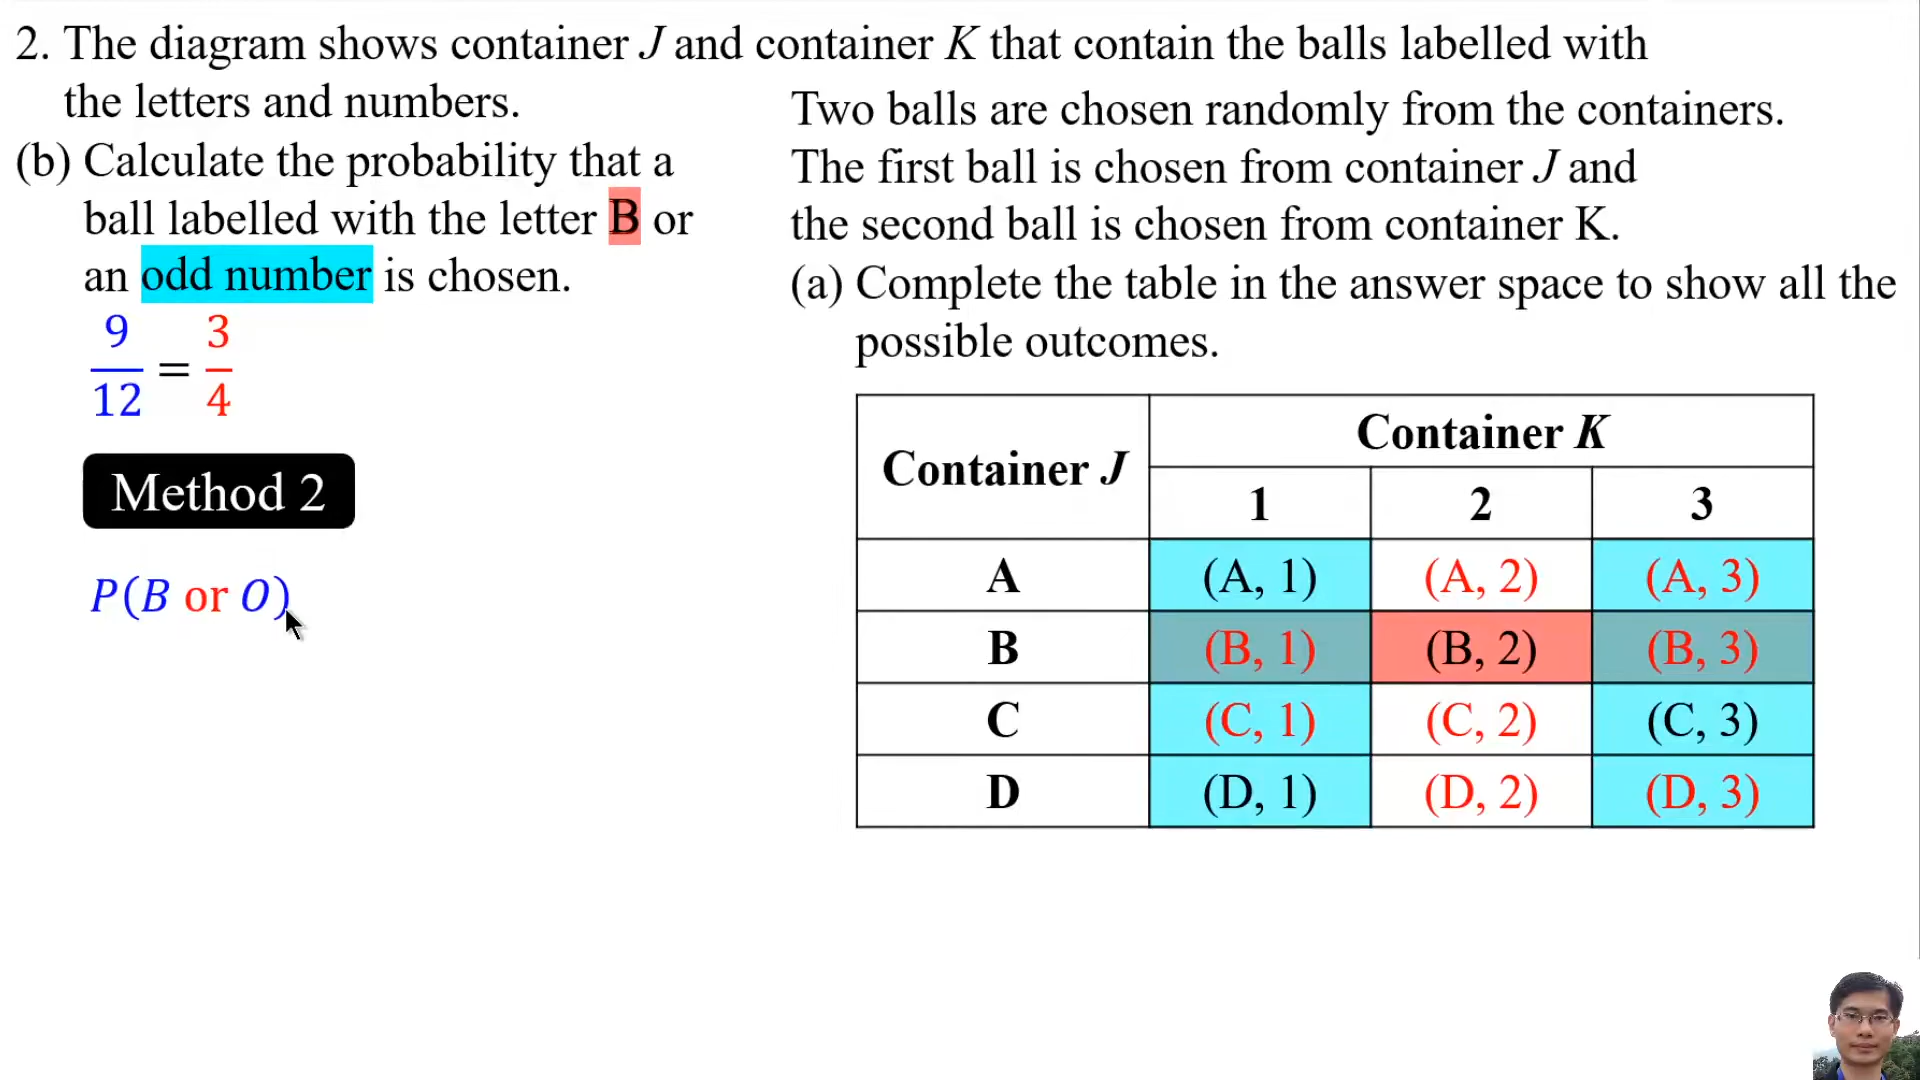 2. The diagram shows container J and container K that contain the balls labelled with
the letters and numbers.
(b) Calculate the probability that a
ball labelled with the letter B or
an odd number is chosen.
9/12 = 3/4
Method 2
P(B or O)
Two balls are chosen randomly from the containers.
The first ball is chosen from container J and
the second ball is chosen from container K.
(a) Complete the table in the answer space to show all the
possible outcomes.
Container J Container K
1 2 3
A (A, 1) (A, 2) (A, 3)
B (B, 1) (B, 2) (B, 3)
C (C, 1) (C, 2) (C, 3)
D (D, 1) (D, 2) (D, 3)